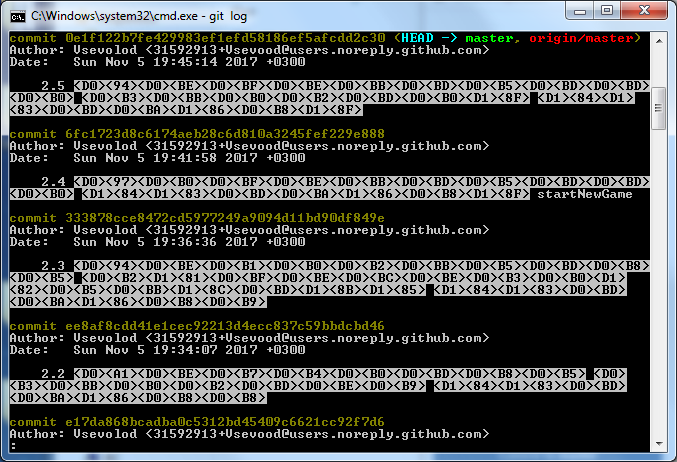 C:\Windows\system32\cmd.exe - git log
commit 0e1f122b7fe429983ef1efd58186ef5afcdd2c30 (HEAD -> master, origin/master)
Author: Vsevolod <31592913+Vsevood@users.noreply.github.com>
Date:   Sun Nov 5 19:45:14 2017 +0300
2.5 <D0><94><D0><BE><D0><BF><D0><BE><D0><BB><D0><BD><D0><B5><D0><BD><D0><BD>
<D0><B0> <D0><B3><D0><BB><D0><B0><D0><B2><D0><BD><D0><B0><D1><8F> <D1><84><D1>
<83><D0><BD><D0><BA><D1><86><D0><B8><D1><8F>
commit 6fc1723d8c6174aeb28c6d810a3245fef229e888
Author: Vsevolod <31592913+Vsevood@users.noreply.github.com>
Date:   Sun Nov 5 19:41:58 2017 +0300
2.4 <D0><97><D0><B0><D0><BF><D0><BE><D0><BB><D0><BD><D0><B5><D0><BD><D0><BD>
<D0><B0> <D1><84><D1><83><D0><BD><D0><BA><D1><86><D0><B8><D1><8F> startNewGame
commit 333878cce8472cd5977249a9094d11bd90df849e
Author: Vsevolod <31592913+Vsevood@users.noreply.github.com>
Date:   Sun Nov 5 19:36:36 2017 +0300
2.3 <D0><94><D0><BE><D0><B1><D0><B0><D0><B2><D0><BB><D0><B5><D0><BD><D0><B8>
<D0><B5> <D0><B2><D1><81><D0><BF><D0><BE><D0><BC><D0><BE><D0><B3><D0><B0><D1>
<82><D0><B5><D0><BB><D1><8C><D0><BD><D1><8B><D1><85> <D1><84><D1><83><D0><BD>
<D0><BA><D1><86><D0><B8><D0><B9>
commit ee8af8cdd41e1cec92213d4ecc837c59bbdcbd46
Author: Vsevolod <31592913+Vsevood@users.noreply.github.com>
Date:   Sun Nov 5 19:34:07 2017 +0300
2.2 <D0><A1><D0><BE><D0><B7><D0><B4><D0><B0><D0><BD><D0><B8><D0><B5> <D0>
<B3><D0><BB><D0><B0><D0><B2><D0><BD><D0><BE><D0><B9> <D1><84><D1><83><D0><BD>
<D0><BA><D1><86><D0><B8><D0><B8>
commit e17da868bcadba0c5312bd45409c6621cc92f7d6
Author: Vsevolod <31592913+Vsevood@users.noreply.github.com>
: